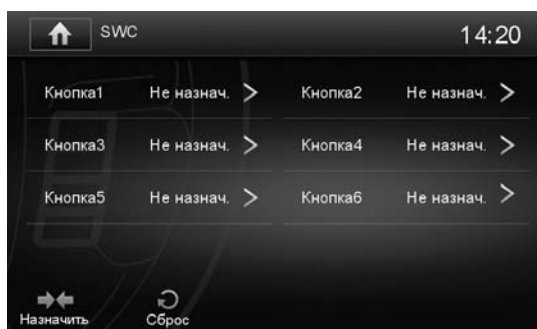 SWC 14:20
Кнопка1 Не назнач. Кнопка2 Не назнач.
Кнопка3 Не назнач. Кнопка4 Не назнач.
Кнопка5 Не назнач. Кнопка6 Не назнач.
Назначить Сброс